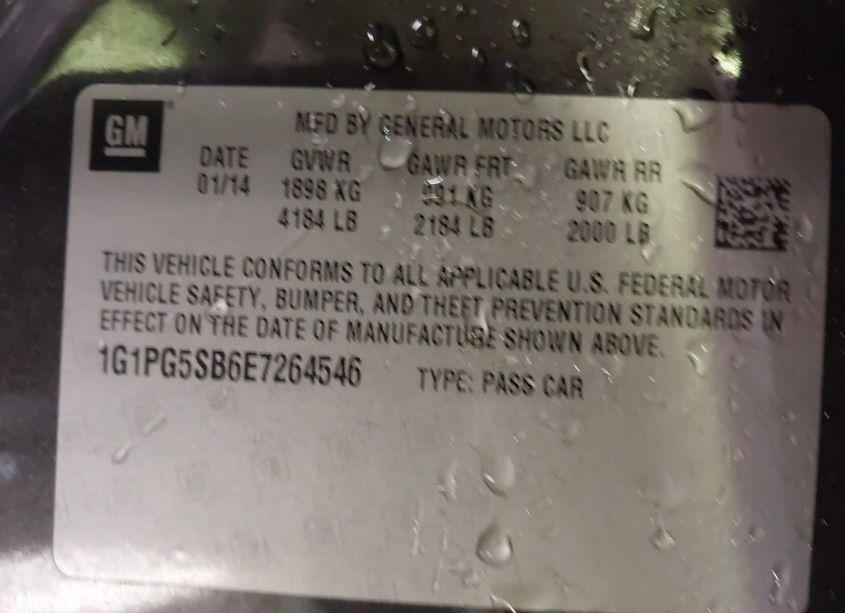 GM
MFD BY GENERAL MOTORS LLC
DATE GVWR GAWR FRT GAWR RR
01/14 1898 KG 991 KG 907 KG
4184 LB 2184 LB 2000 LB
THIS VEHICLE CONFORMS TO ALL APPLICABLE U.S. FEDERAL MOTOR
VEHICLE SAFETY, BUMPER, AND THEFT PREVENTION STANDARDS IN
EFFECT ON THE DATE OF MANUFACTURE SHOWN ABOVE.
1G1PG5SB6E7264546 TYPE: PASS CAR